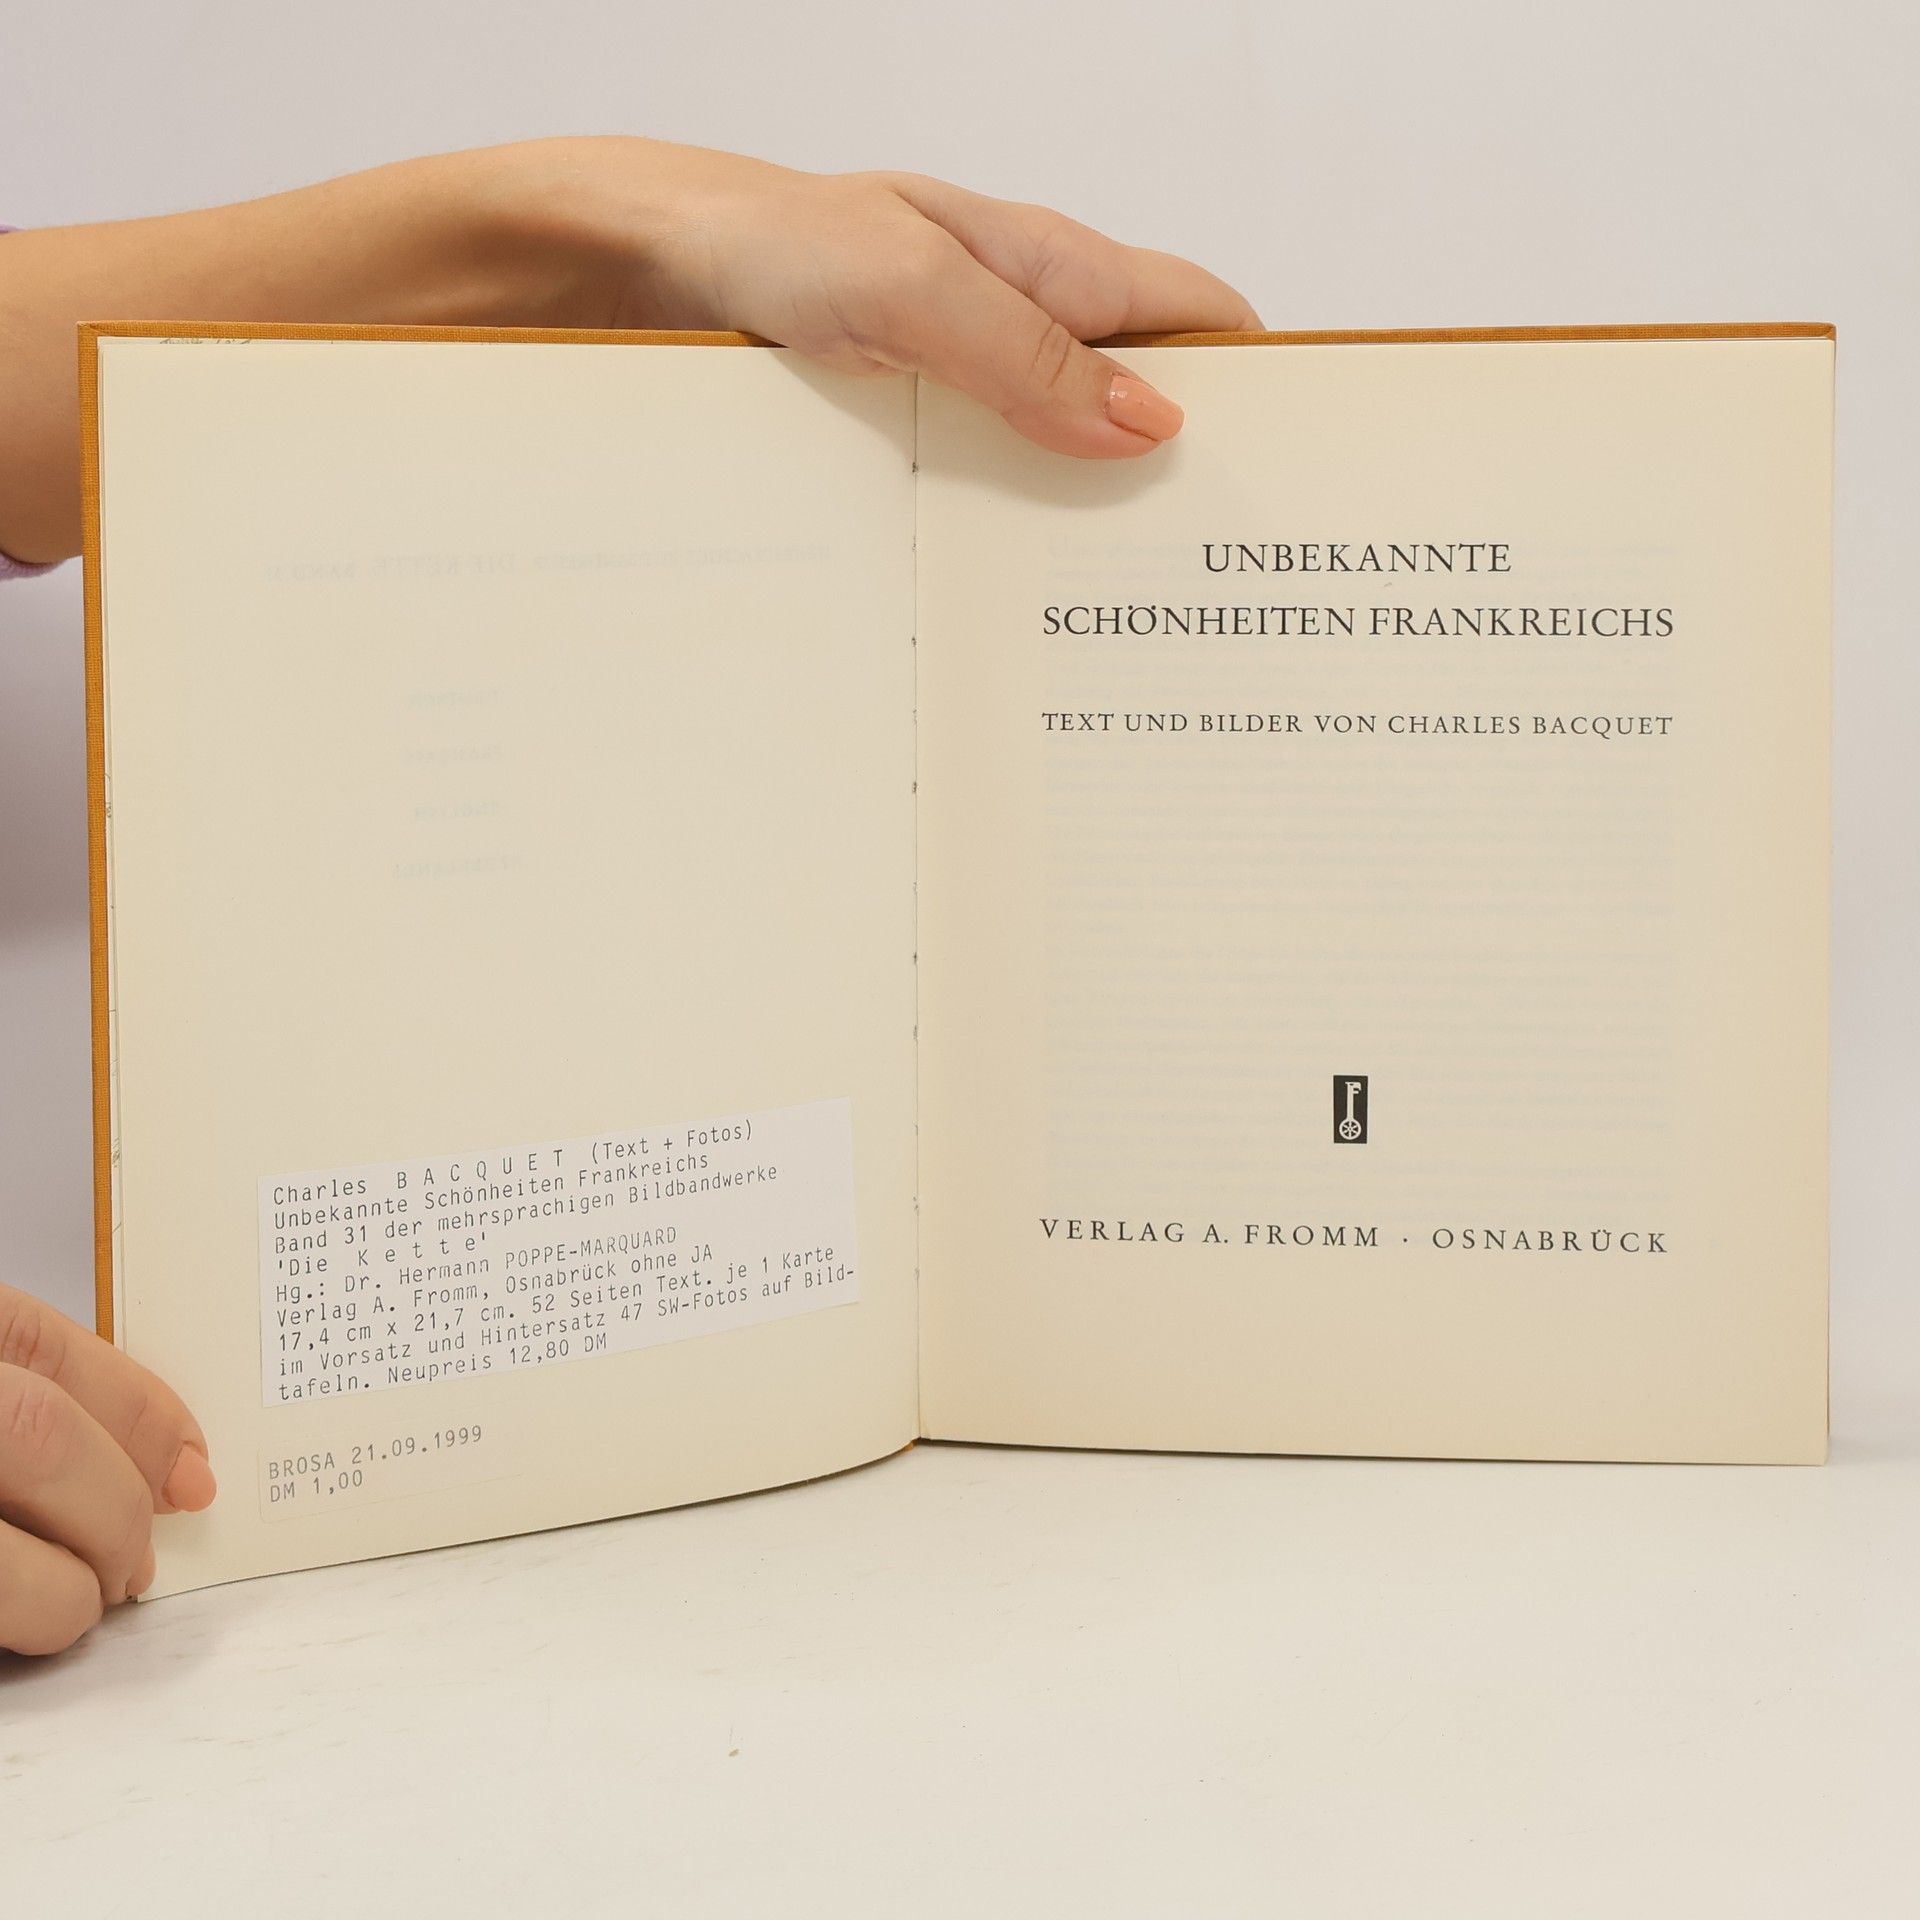 Charles B A C Q U E T (Text + Fotos)
Unbekannte Schönheiten Frankreichs
Band 31 der mehrsprachigen Bildbandwerke
'Die K e t t e'
Hg.: Dr. Hermann POPPE-MARQUARD
Verlag A. Fromm, Osnabrück ohne JA
17,4 cm x 21,7 cm. 52 Seiten Text. je 1 Karte
im Vorsatz und Hintersatz 47 SW-Fotos auf Bild-
tafeln. Neupreis 12,80 DM
BROSA 21.09.1999
DM 1,00
UNBEKANNTE
SCHÖNHEITEN FRANKREICHS
TEXT UND BILDER VON CHARLES BACQUET
F
VERLAG A. FROMM · OSNABRÜCK